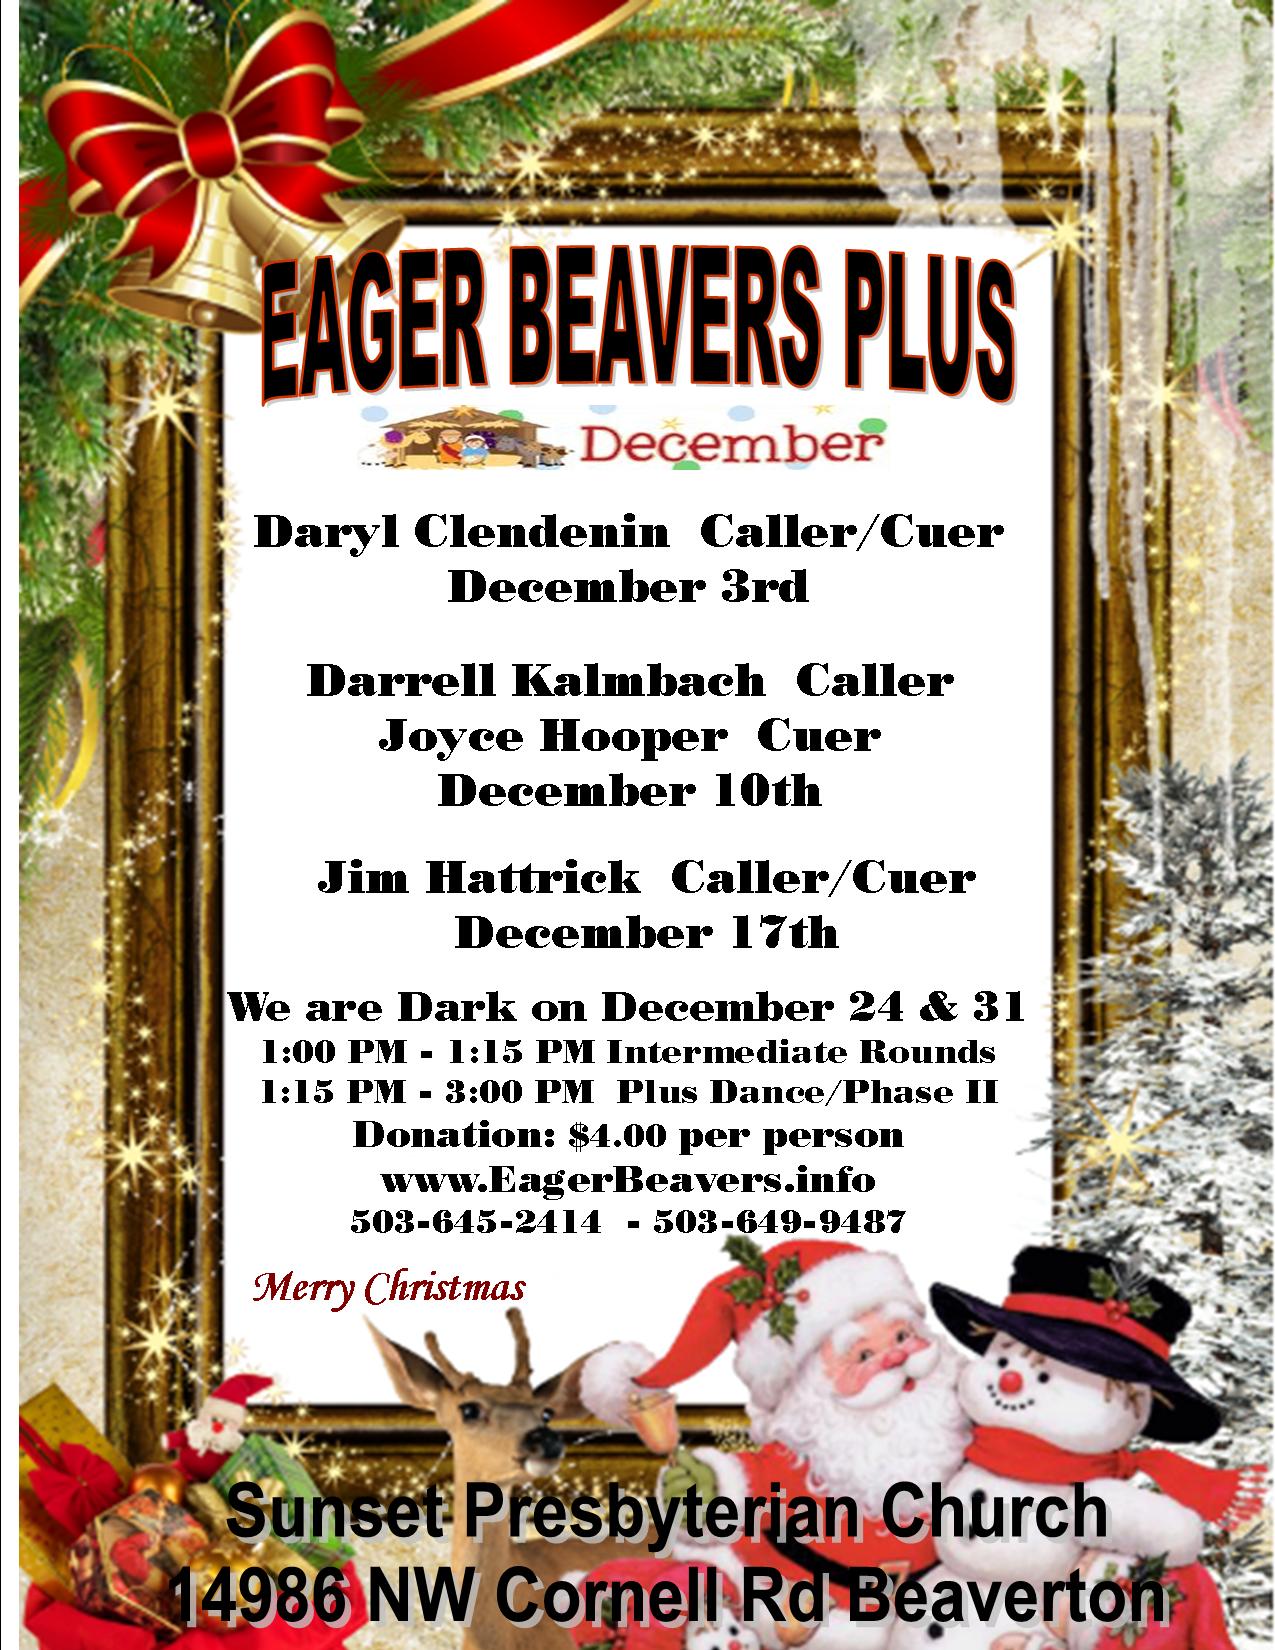 EAGER BEAVERS PLUS
December
Daryl Clendenin Caller/Cuer
December 3rd
Darrell Kalmbach Caller
Joyce Hooper Cuer
December 10th
Jim Hattrick Caller/Cuer
December 17th
We are Dark on December 24 & 31
1:00 PM - 1:15 PM Intermediate Rounds
1:15 PM - 3:00 PM Plus Dance/Phase II
Donation: $4.00 per person
www.EagerBeavers.info
503-645-2414 - 503-649-9487
Merry Christmas
Sunset Presbyterian Church
14986 NW Cornell Rd Beaverton